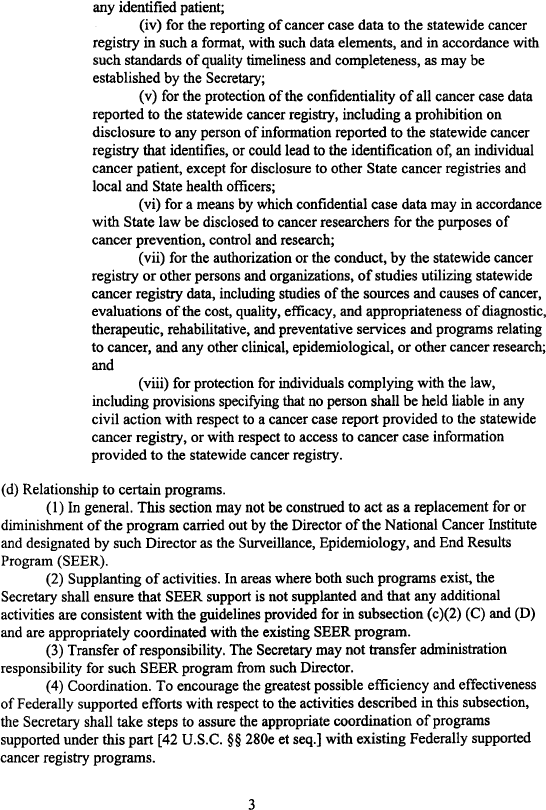 any identified patient;
(iv) for the reporting of cancer case data to the statewide cancer
registry in such a format, with such data elements, and in accordance with
such standards of quality timeliness and completeness, as may be
established by the Secretary;
(v) for the protection of the confidentiality of all cancer case data
reported to the statewide cancer registry, including a prohibition on
disclosure to any person of information reported to the statewide cancer
registry that identifies, or could lead to the identification of, an individual
cancer patient, except for disclosure to other State cancer registries and
local and State health officers;
(vi) for a means by which confidential case data may in accordance
with State law be disclosed to cancer researchers for the purposes of
cancer prevention, control and research;
(vii) for the authorization or the conduct, by the statewide cancer
registry or other persons and organizations, of studies utilizing statewide
cancer registry data, including studies of the sources and causes of cancer,
evaluations of the cost, quality, efficacy, and appropriateness of diagnostic,
therapeutic, rehabilitative, and preventative services and programs relating
to cancer, and any other clinical, epidemiological, or other cancer research;
and
(viii) for protection for individuals complying with the law,
including provisions specifying that no person shall be held liable in any
civil action with respect to a cancer case report provided to the statewide
cancer registry, or with respect to access to cancer case information
provided to the statewide cancer registry.
(d) Relationship to certain programs.
(1) In general. This section may not be construed to act as a replacement for or
diminishment of the program carried out by the Director of the National Cancer Institute
and designated by such Director as the Surveillance, Epidemiology, and End Results
Program (SEER).
(2) Supplanting of activities. In areas where both such programs exist, the
Secretary shall ensure that SEER support is not supplanted and that any additional
activities are consistent with the guidelines provided for in subsection (c)(2) (C) and (D)
and are appropriately coordinated with the existing SEER program.
(3) Transfer of responsibility. The Secretary may not transfer administration
responsibility for such SEER program from such Director.
(4) Coordination. To encourage the greatest possible efficiency and effectiveness
of Federally supported efforts with respect to the activities described in this subsection,
the Secretary shall take steps to assure the appropriate coordination of programs
supported under this part [42 U.S.C. §§ 280e et seq.] with existing Federally supported
cancer registry programs.
3